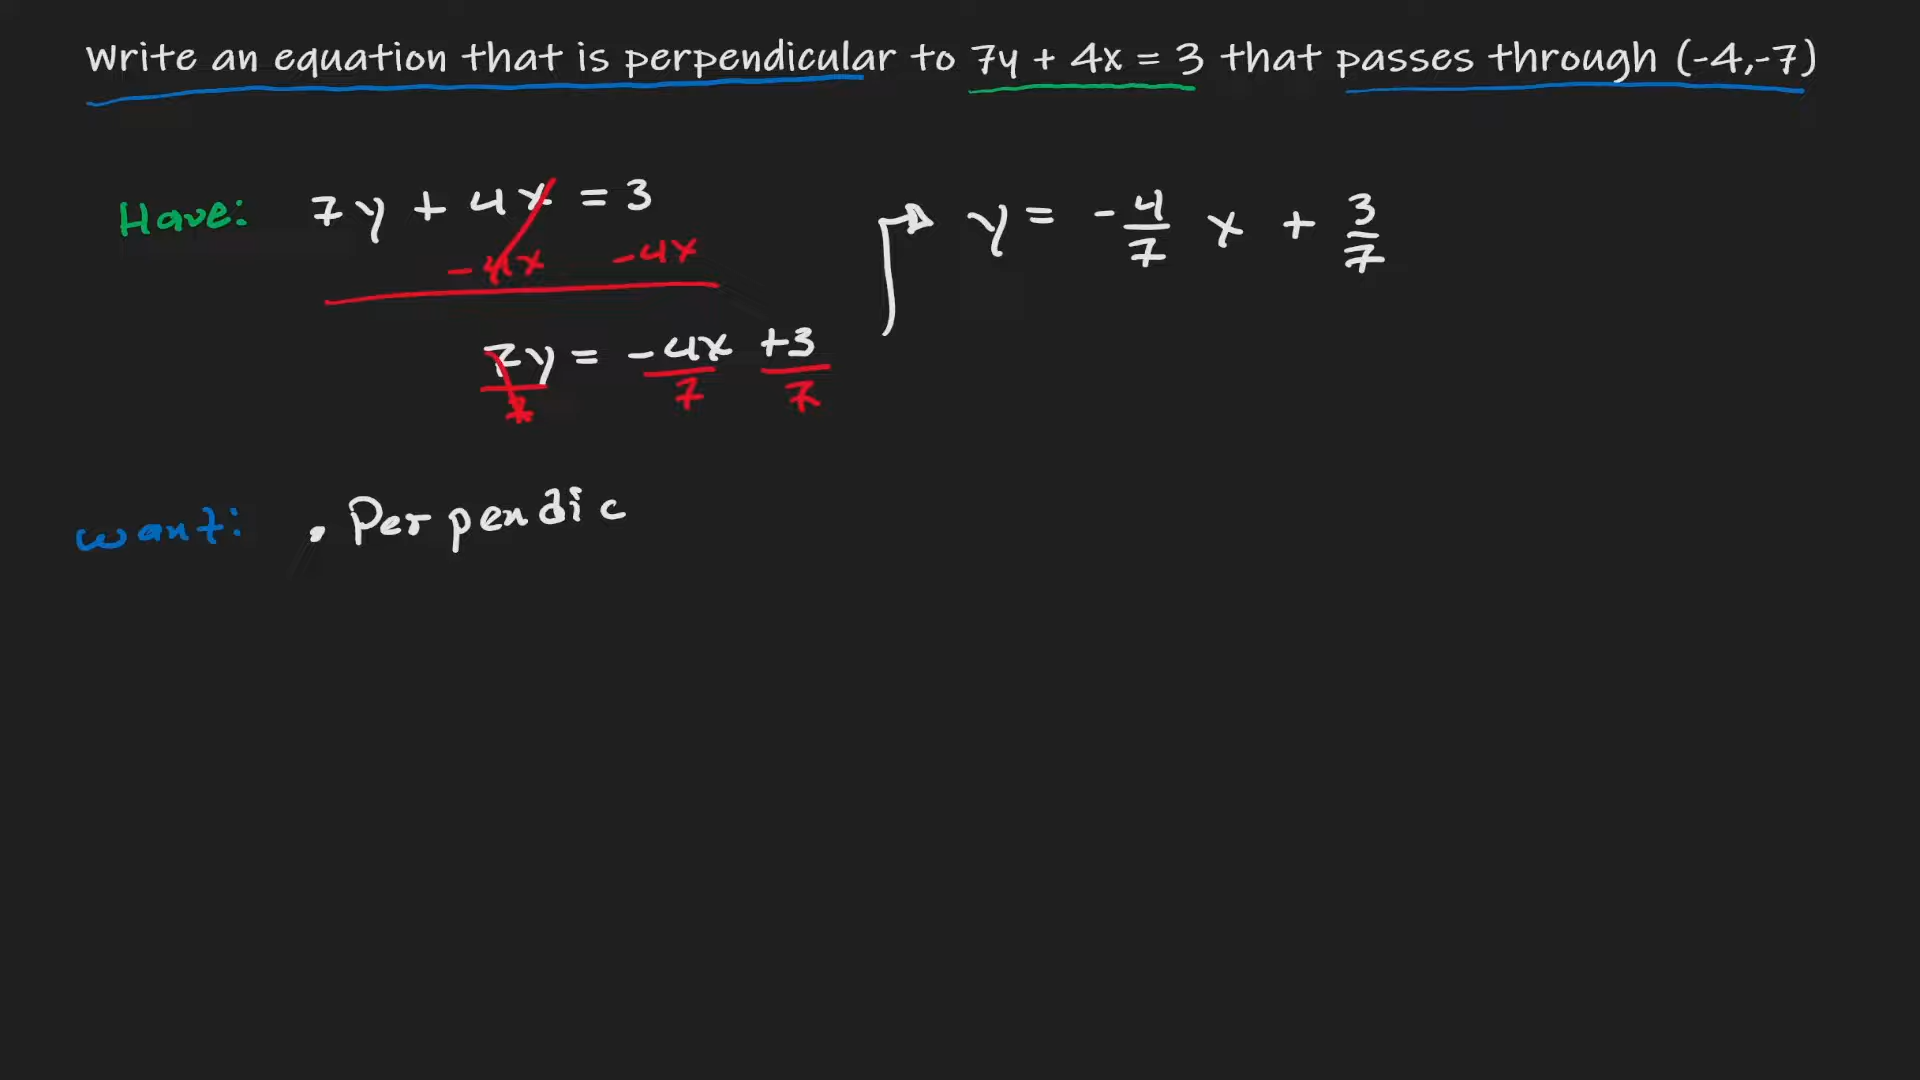 Write an equation that is perpendicular to 7y + 4x = 3 that passes through (-4,-7)
Have: 7y + 4x = 3
-4x -4x
7y = -4x +3
7 7 7
y = -4/7 x + 3/7
want: • Perpendic